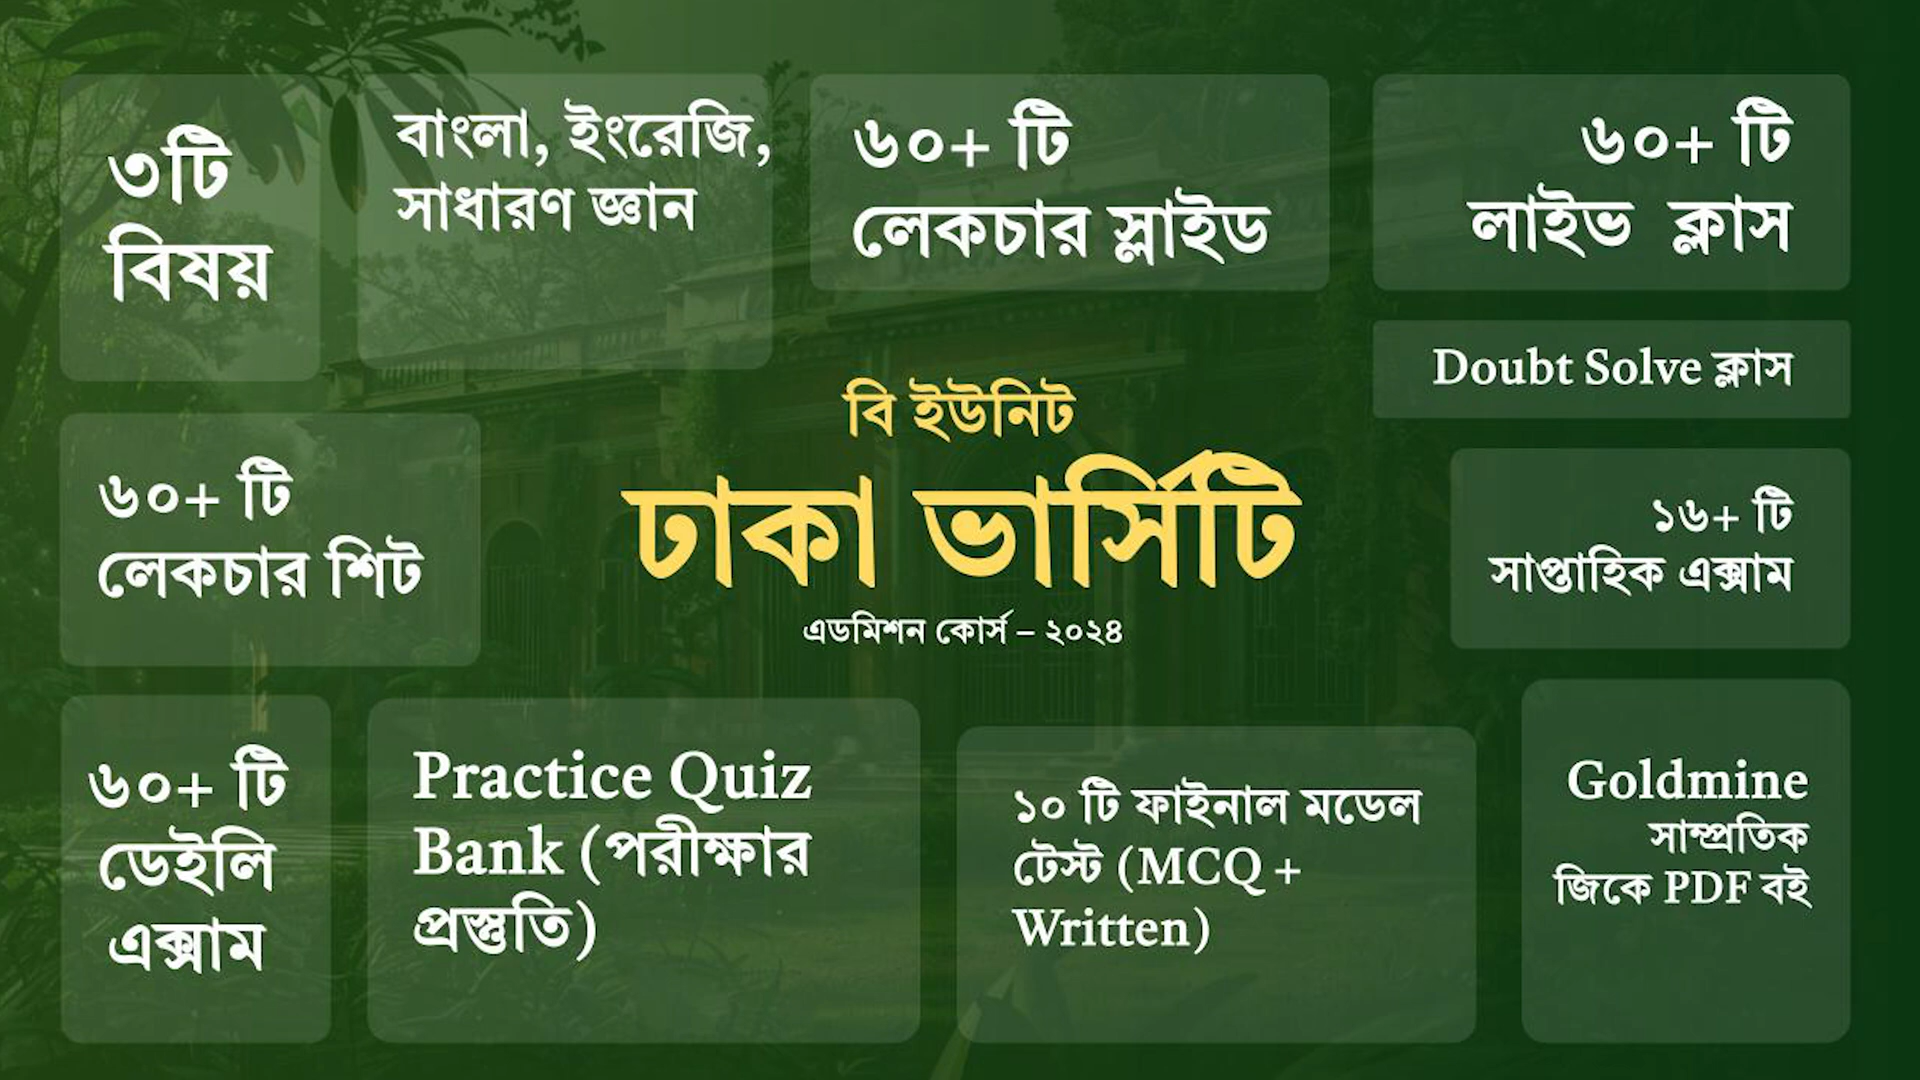 ৩টি
বিষয়
বাংলা, ইংরেজি,
সাধারণ জ্ঞান
৬০+ টি
লেকচার স্লাইড
৬০+ টি
লাইভ ক্লাস
Doubt Solve ক্লাস
বি ইউনিট
ঢাকা ভার্সিটি
এডমিশন কোর্স – ২০২৪
৬০+ টি
লেকচার শিট
১৬+ টি
সাপ্তাহিক এক্সাম
৬০+ টি
ডেইলি
এক্সাম
Practice Quiz
Bank (পরীক্ষার
প্রস্তুতি)
১০ টি ফাইনাল মডেল
টেস্ট (MCQ +
Written)
Goldmine
সাম্প্রতিক
জিকে PDF বই